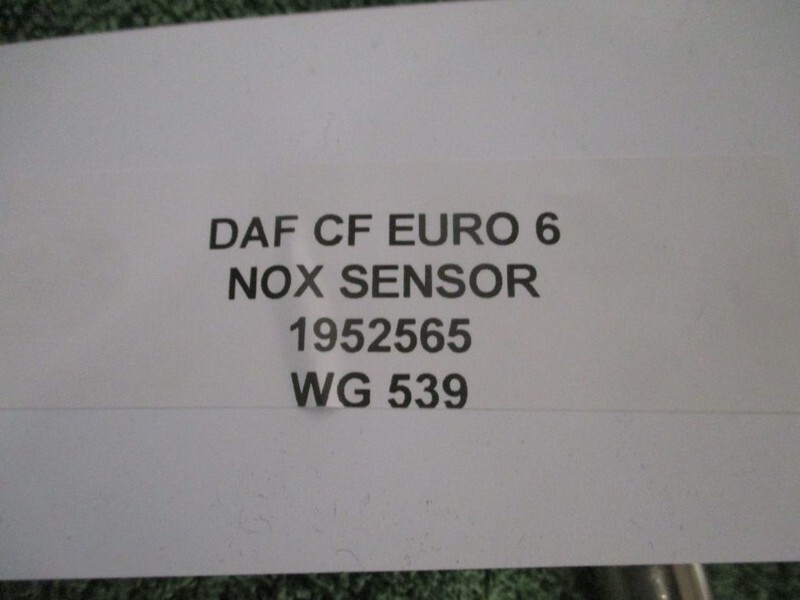 DAF CF EURO 6
NOX SENSOR
1952565
WG 539